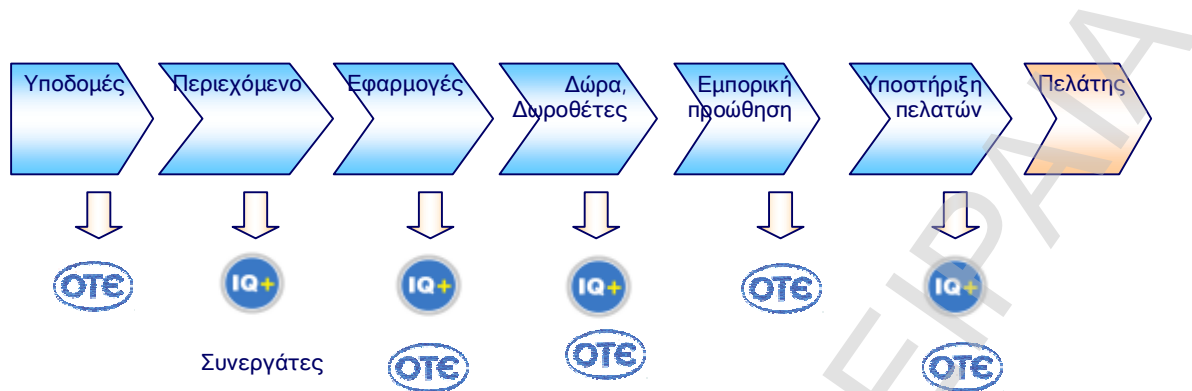 Υποδομές
Περιεχόμενο
Εφαρμογές
Δώρα,
Δωροθέτες
Εμπορική
προώθηση
Υποστήριξη
πελατών
Πελάτης
ΟΤΕ
IQ+
IQ+
IQ+
ΟΤΕ
IQ+
Συνεργάτες
ΟΤΕ
ΟΤΕ
ΟΤΕ
ΕΙΡΑΙΑ